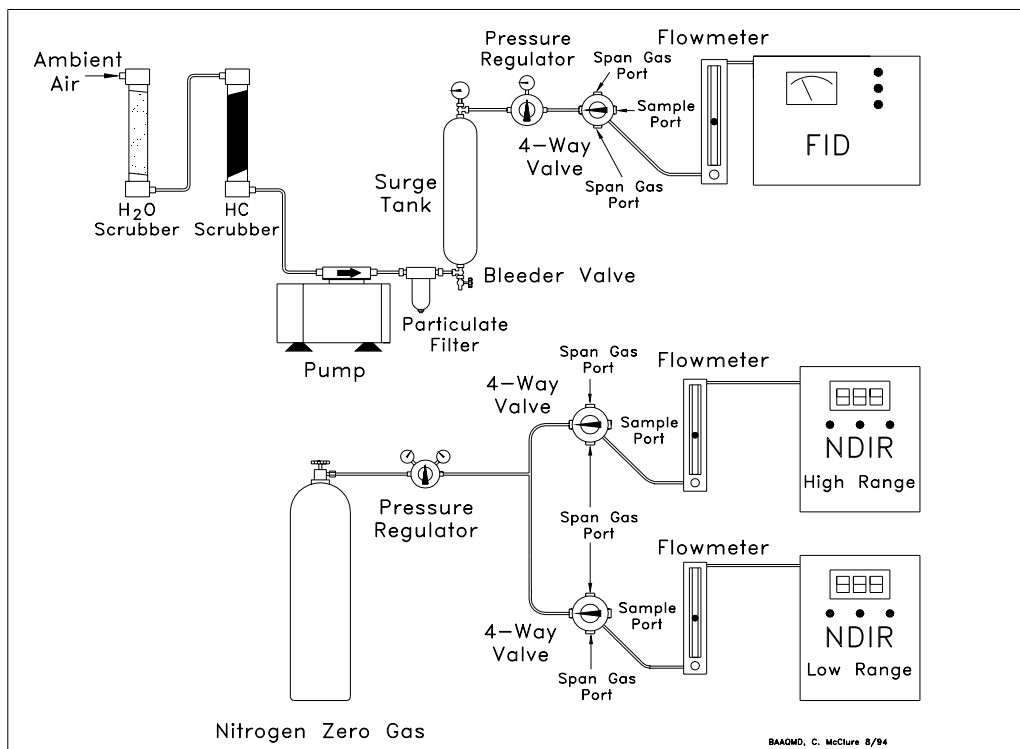 Ambient
Air
H2O
Scrubber
HC
Scrubber
Pump
Particulate
Filter
Bleeder Valve
Surge
Tank
Pressure
Regulator
Span Gas
Port
Sample
Port
4-Way
Valve
Span Gas
Port
Flowmeter
FID
Nitrogen Zero Gas
Pressure
Regulator
4-Way
Valve
Span Gas
Port
Sample
Port
Flowmeter
NDIR
High Range
Span Gas
Port
4-Way
Valve
Sample
Port
Span Gas
Port
Flowmeter
NDIR
Low Range
BAAQMD, C. McClure 8/94